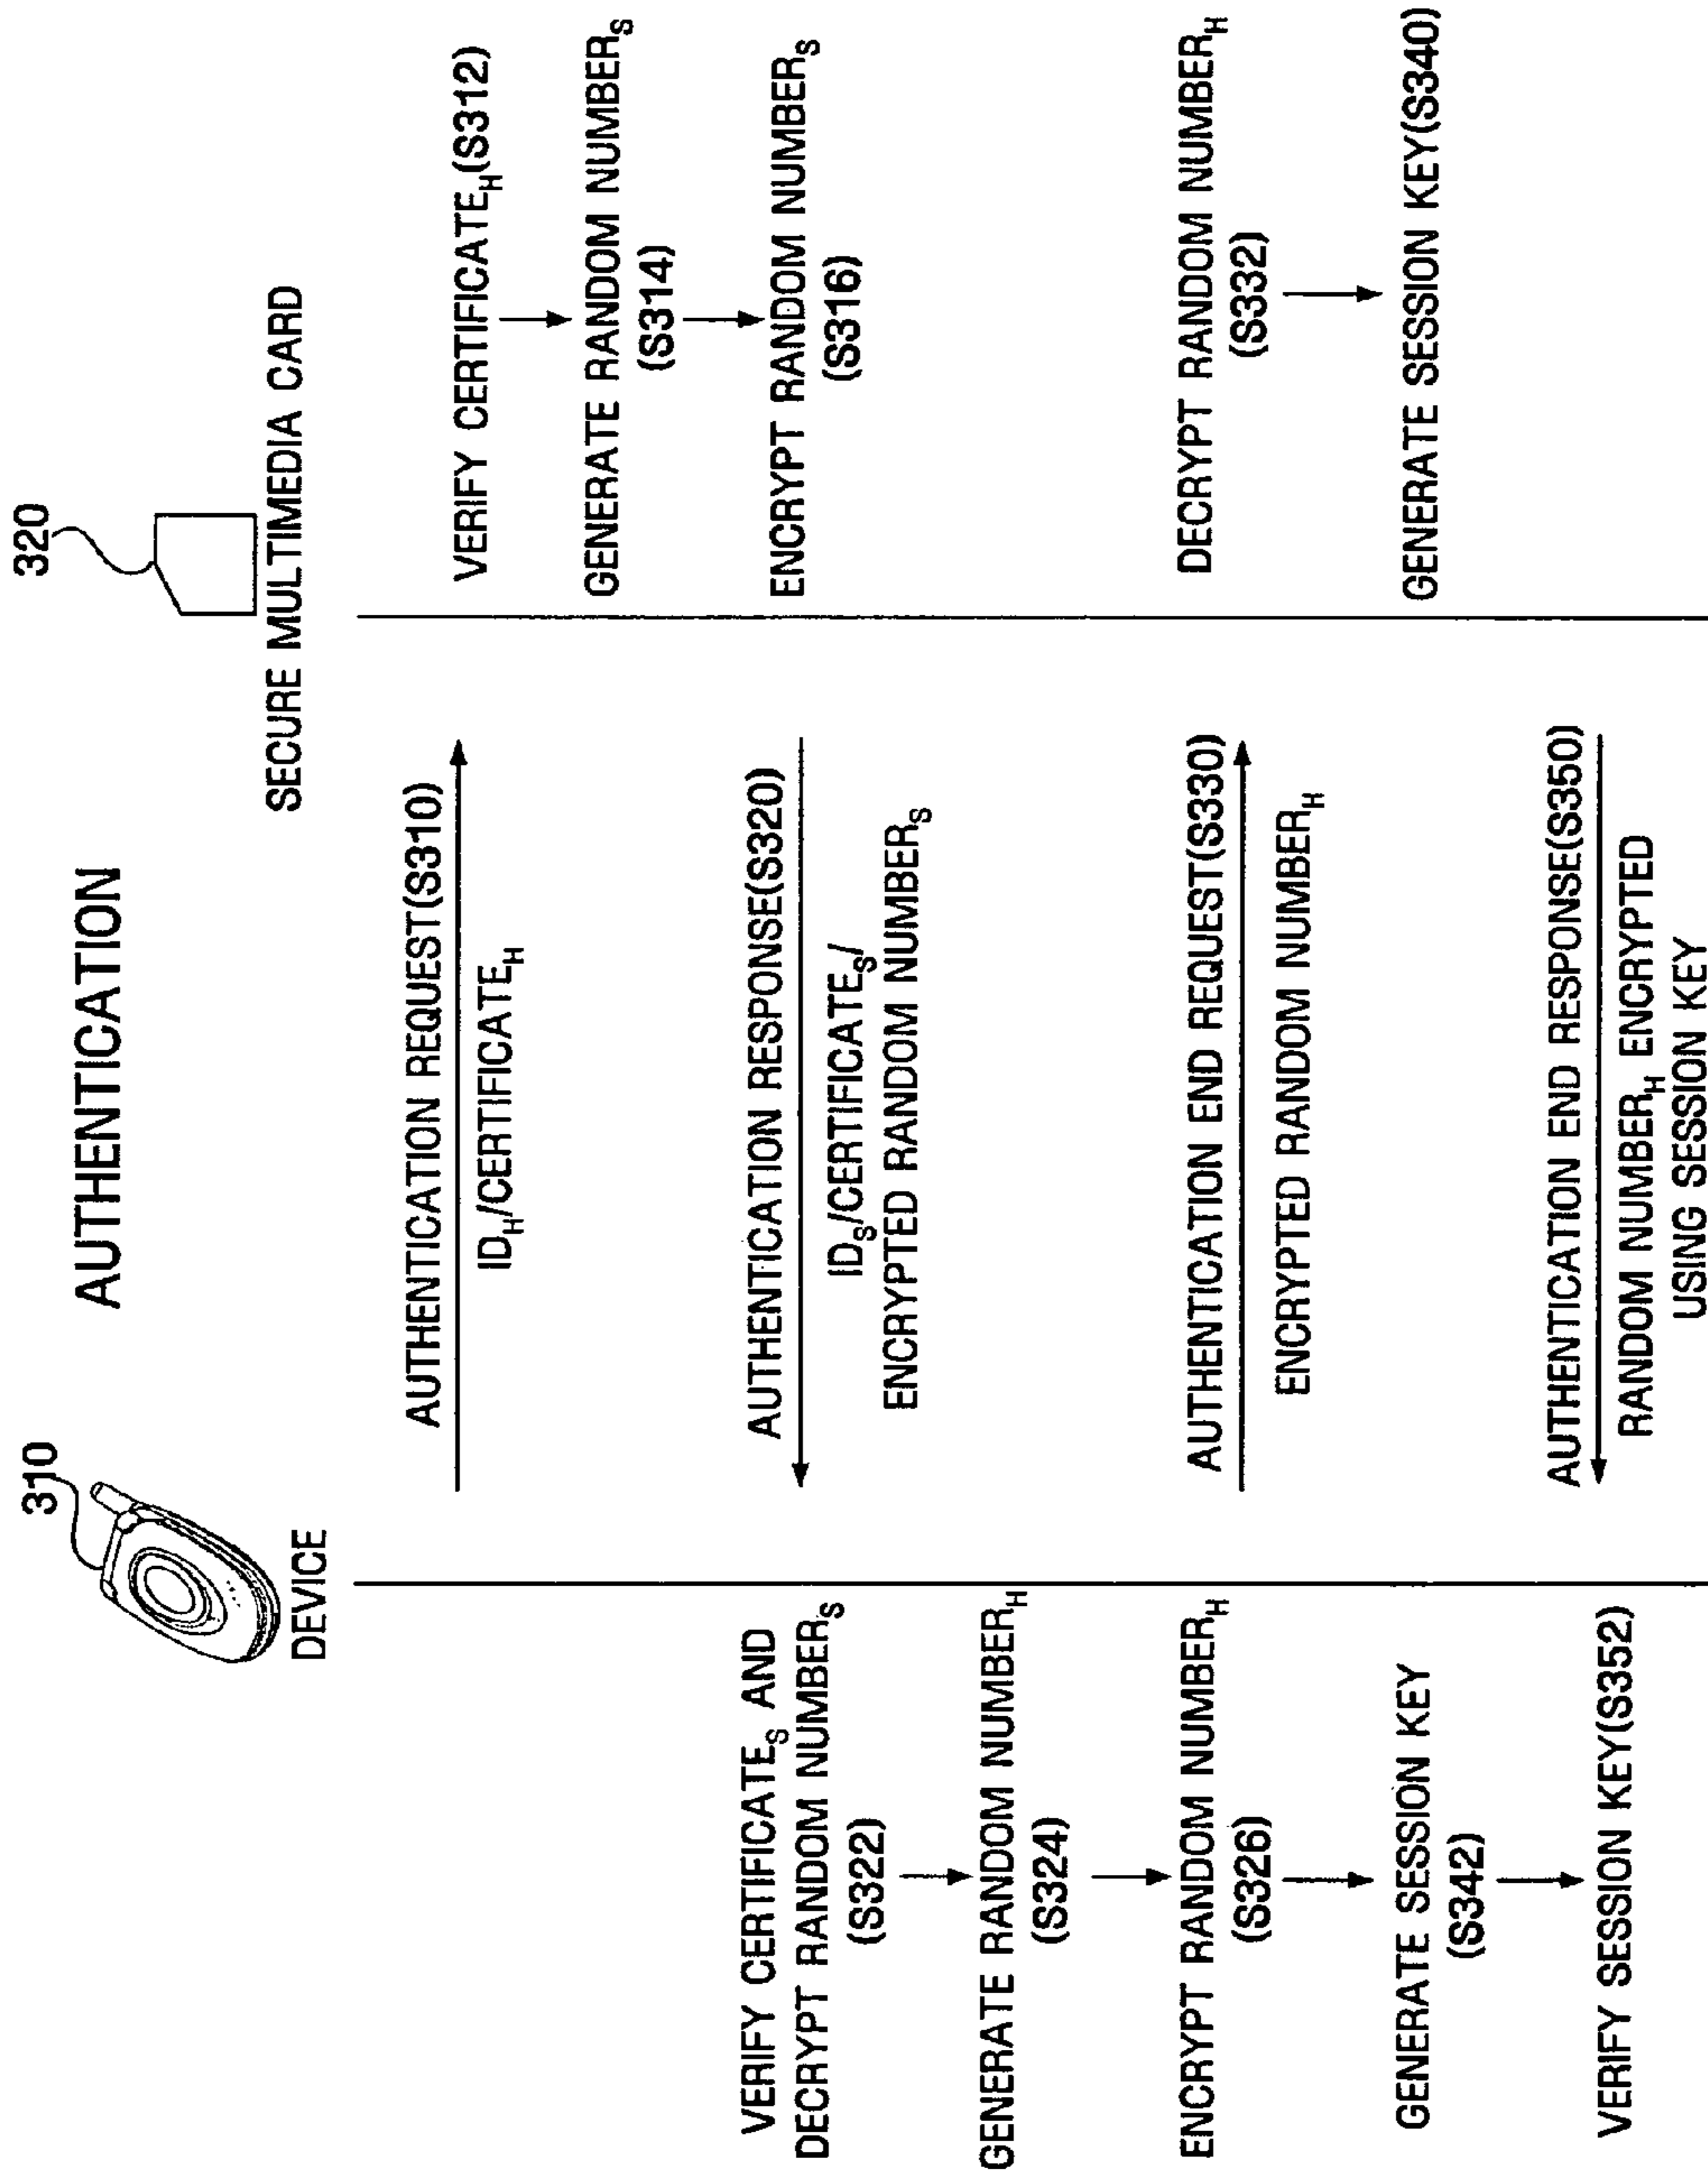 AUTHENTICATION
310
DEVICE
320
SECURE MULTIMEDIA CARD
AUTHENTICATION REQUEST(S310)
ID_H/CERTIFICATE_H
VERIFY CERTIFICATE_H(S312)
GENERATE RANDOM NUMBER_S
(S314)
ENCRYPT RANDOM NUMBER_S
(S316)
AUTHENTICATION RESPONSE(S320)
ID_S/CERTIFICATE_S/
ENCRYPTED RANDOM NUMBER_S
VERIFY CERTIFICATE_S AND
DECRYPT RANDOM NUMBER_S
(S322)
GENERATE RANDOM NUMBER_H
(S324)
ENCRYPT RANDOM NUMBER_H
(S326)
AUTHENTICATION END REQUEST(S330)
ENCRYPTED RANDOM NUMBER_H
DECRYPT RANDOM NUMBER_H
(S332)
GENERATE SESSION KEY
(S342)
GENERATE SESSION KEY(S340)
AUTHENTICATION END RESPONSE(S350)
RANDOM NUMBER_H ENCRYPTED
USING SESSION KEY
VERIFY SESSION KEY(S352)